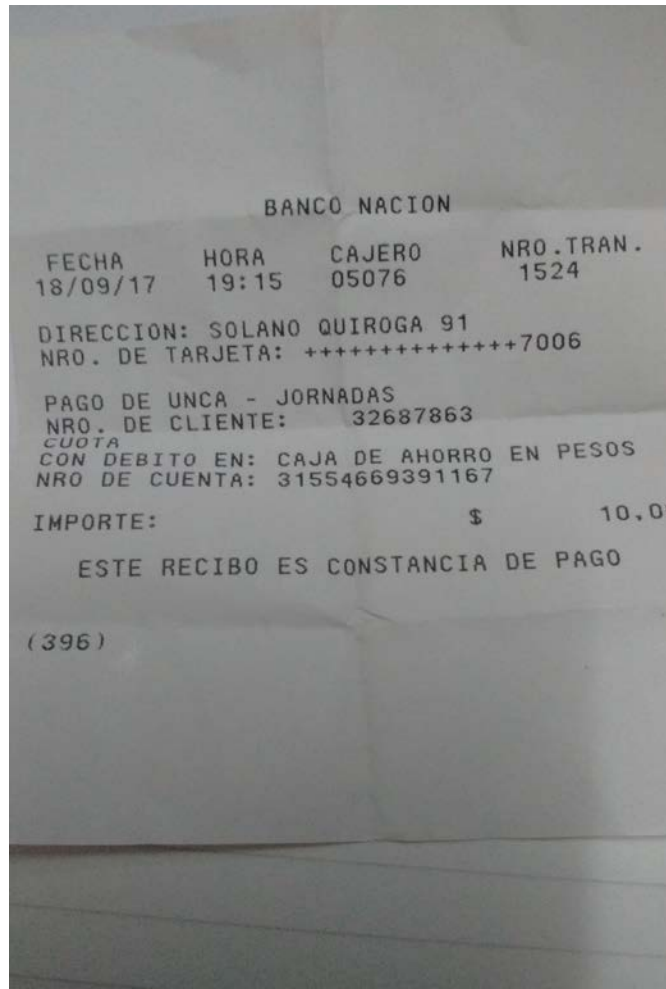 BANCO NACION
FECHA HORA CAJERO NRO.TRAN.
18/09/17 19:15 05076 1524
DIRECCION: SOLANO QUIROGA 91
NRO. DE TARJETA: ++++++++++++++7006
PAGO DE UNCA - JORNADAS
NRO. DE CLIENTE: 32687863
CUOTA
CON DEBITO EN: CAJA DE AHORRO EN PESOS
NRO DE CUENTA: 31554669391167
IMPORTE: $ 10,0
ESTE RECIBO ES CONSTANCIA DE PAGO
(396)